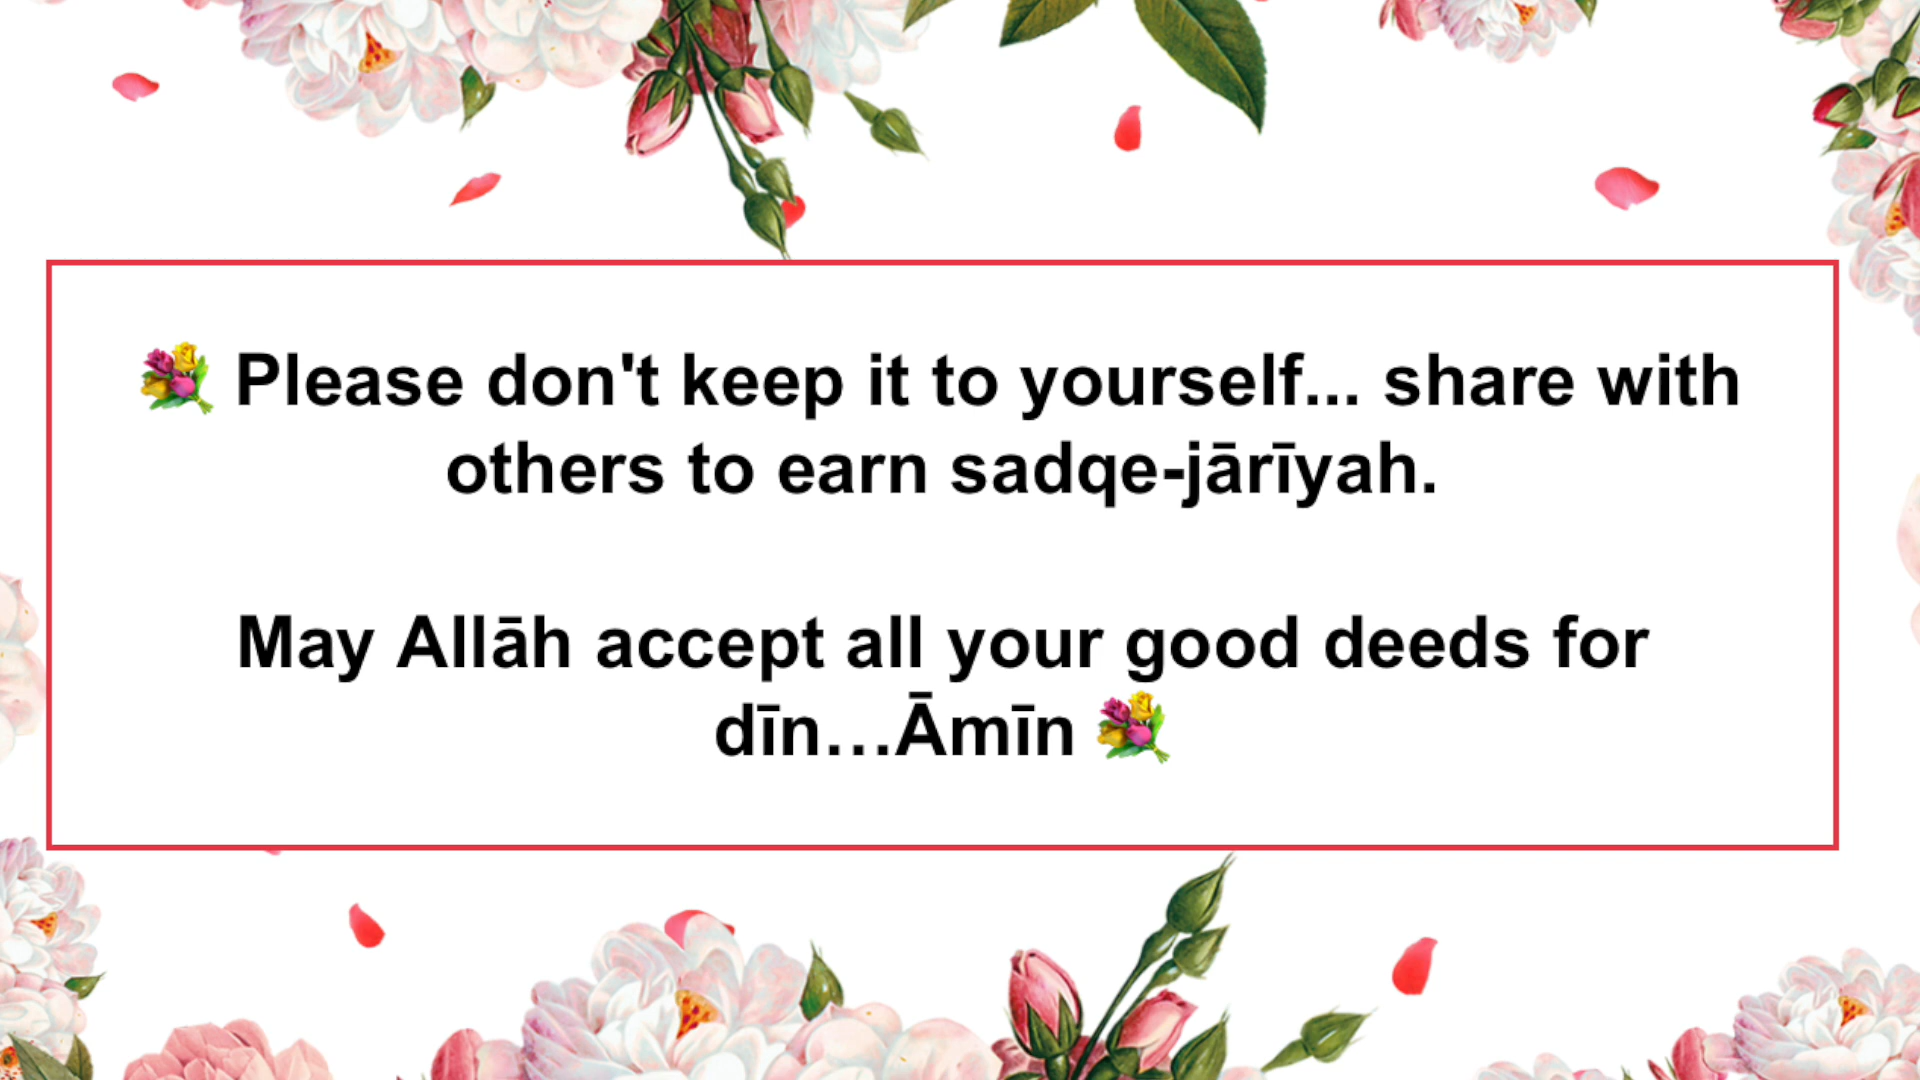 💐 Please don't keep it to yourself... share with
others to earn sadqe-jārīyah.
May Allāh accept all your good deeds for
dīn...Āmīn 💐